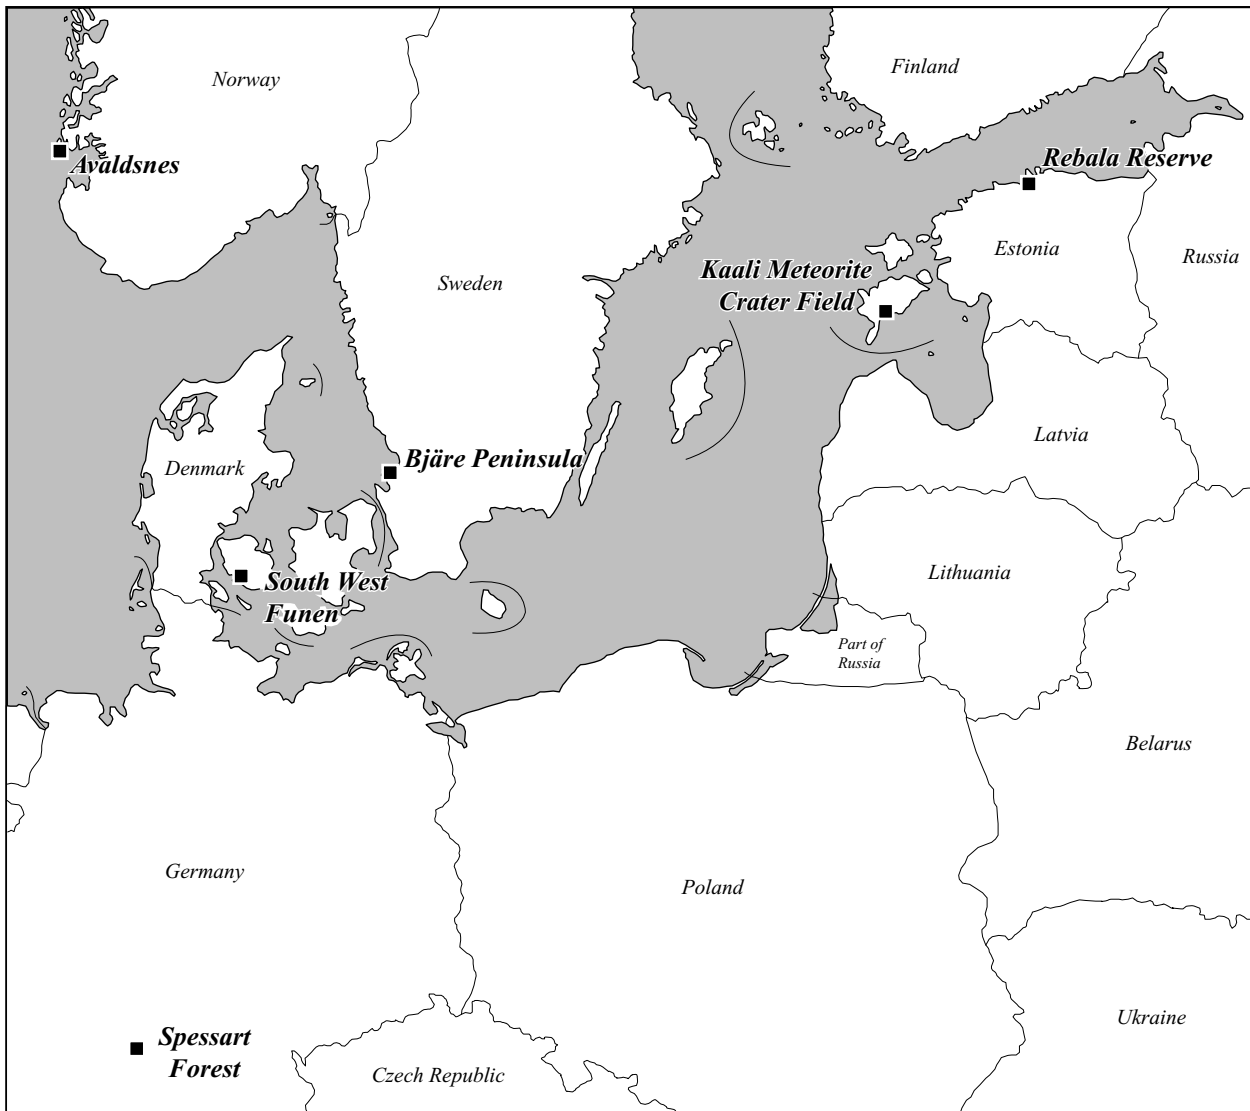 Norway
Finland
Avaldsnes
Rebala Reserve
Estonia
Russia
Kaali Meteorite
Crater Field
Sweden
Latvia
Bjäre Peninsula
Denmark
Lithuania
South West
Funen
Part of
Russia
Belarus
Germany
Poland
Ukraine
Spessart
Forest
Czech Republic